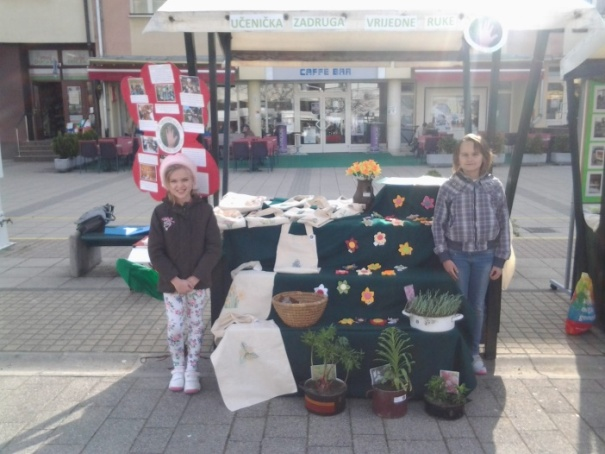 UČENIČKA ZADRUGA VRIJEDNE RUKE
CAFFE BAR